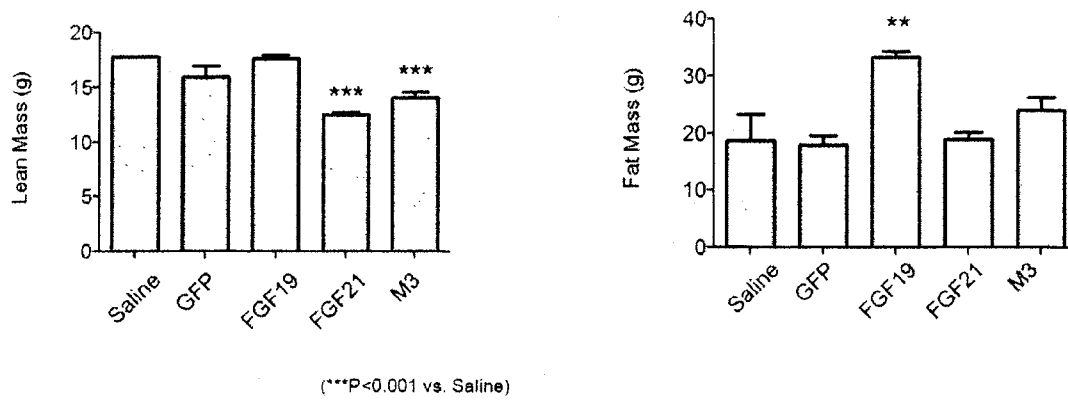 Lean Mass (g)
20
15
10
5
0
***
***
Saline
GFP
FGF19
FGF21
M3
Fat Mass (g)
40
30
20
10
0
**
Saline
GFP
FGF19
FGF21
M3
(***P<0.001 vs. Saline)